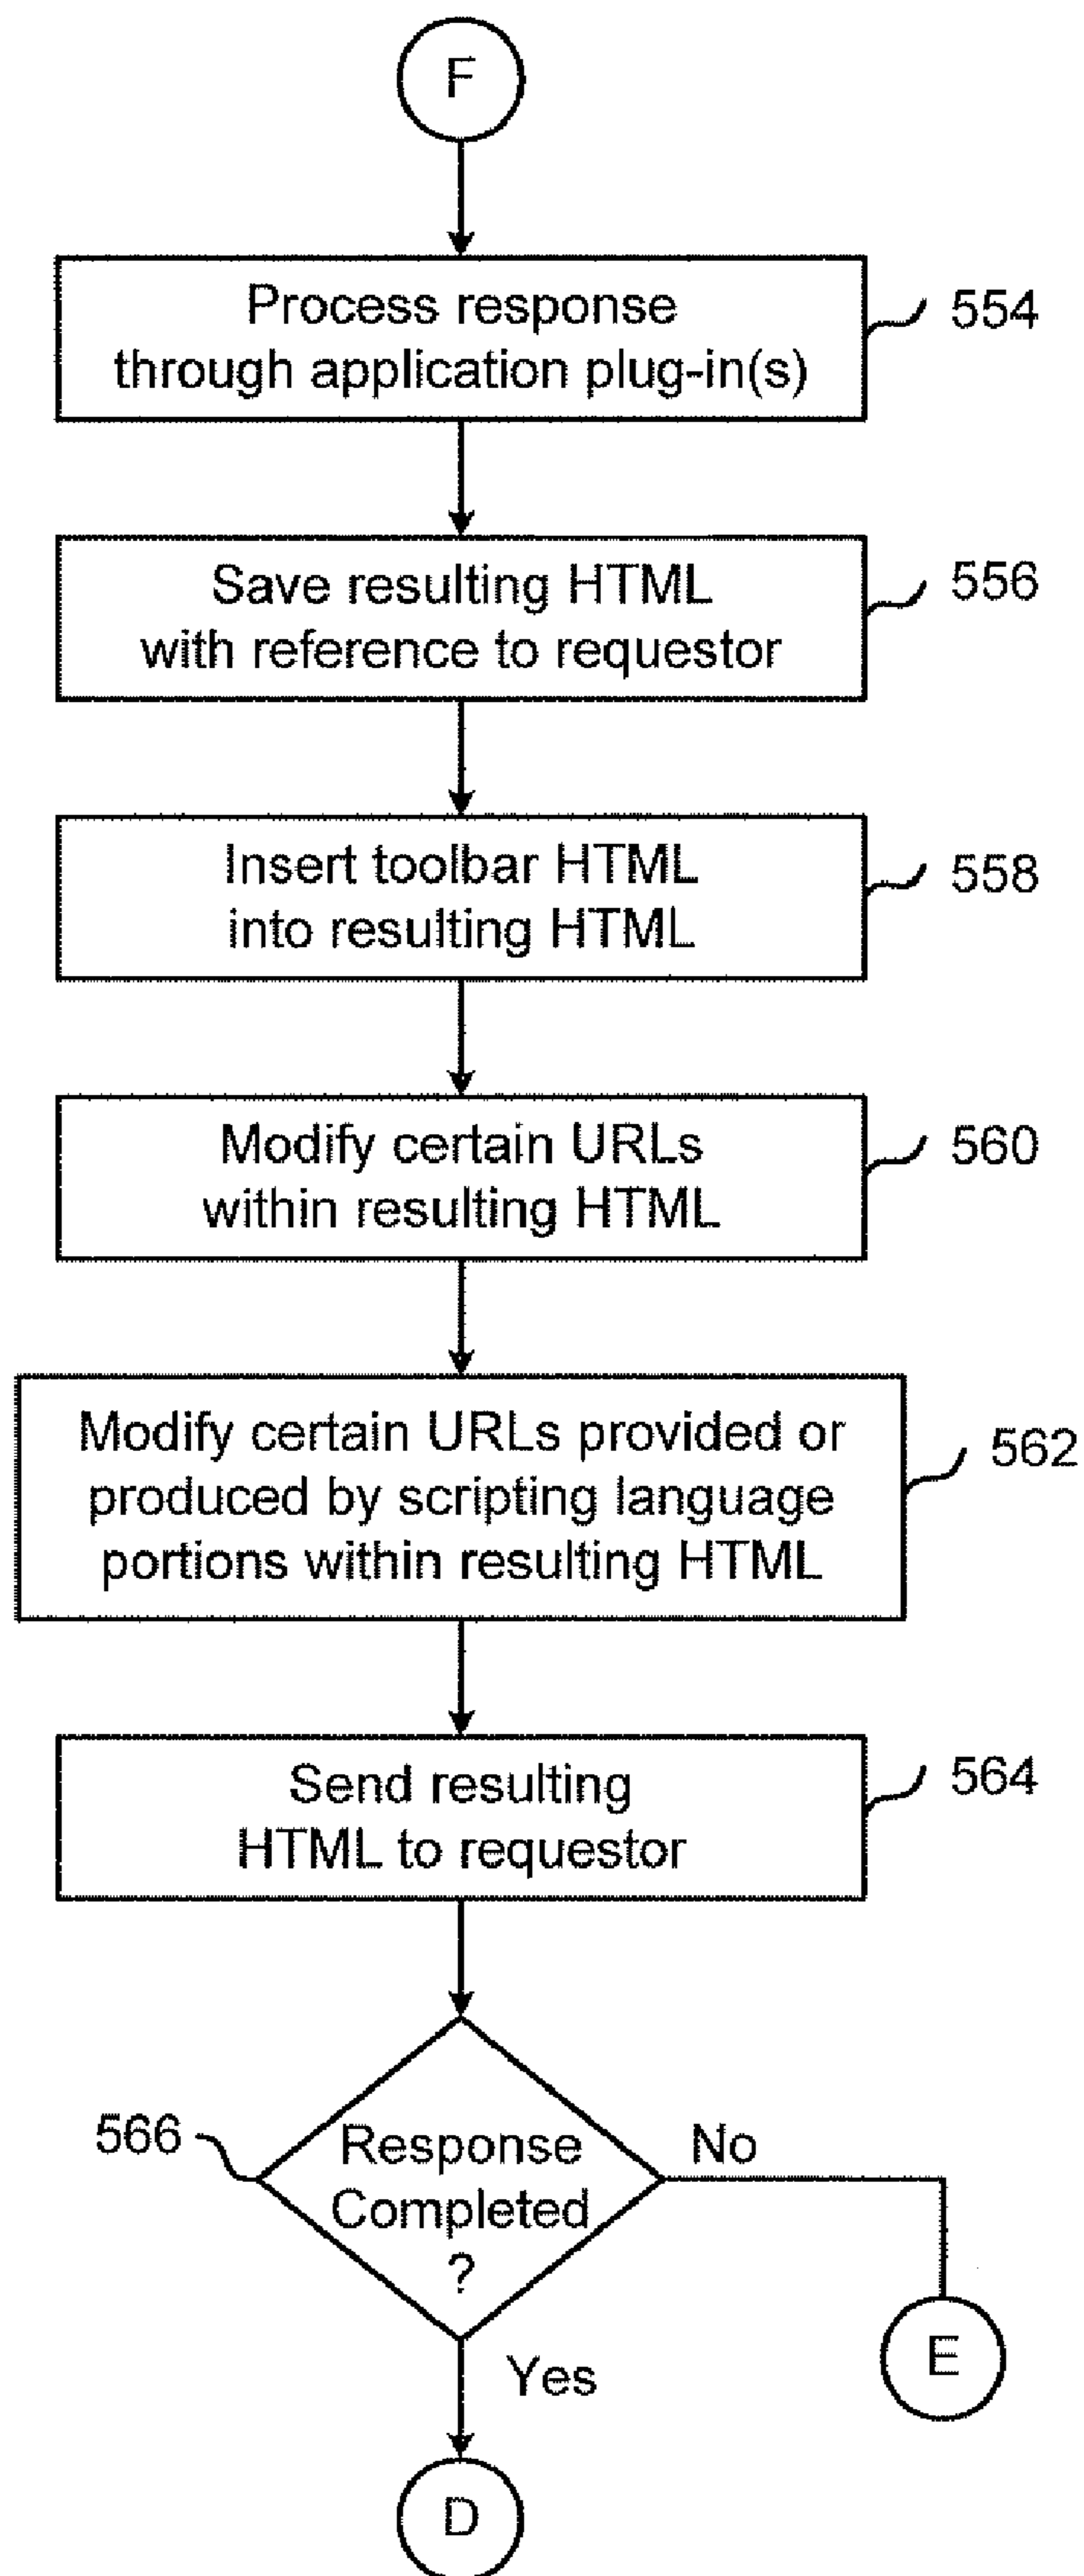 F
Process response
through application plug-in(s)
554
Save resulting HTML
with reference to requestor
556
Insert toolbar HTML
into resulting HTML
558
Modify certain URLs
within resulting HTML
560
Modify certain URLs provided or
produced by scripting language
portions within resulting HTML
562
Send resulting
HTML to requestor
564
566
Response
Completed
?
No
Yes
E
D